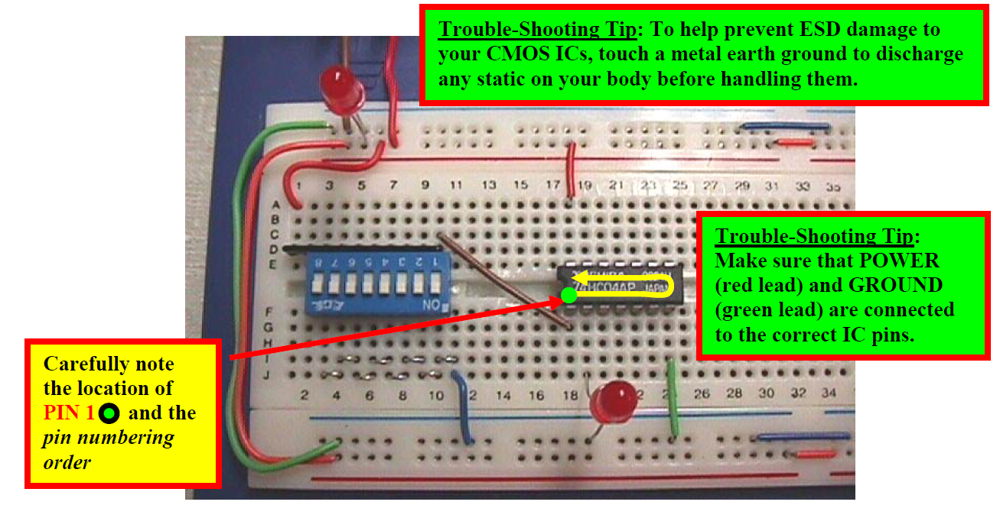 Trouble-Shooting Tip: To help prevent ESD damage to
your CMOS ICs, touch a metal earth ground to discharge
any static on your body before handling them.
1 3 5 7 9 11 13 15 17 19 21 23 25 27 29 31 33 35
A
B
C
D
E
8 7 6 5 4 3 2 1
ON
74HC04AP JAPAN
Trouble-Shooting Tip:
Make sure that POWER
(red lead) and GROUND
(green lead) are connected
to the correct IC pins.
F
G
H
I
J
Carefully note
the location of
PIN 1 and the
pin numbering
order
2 4 6 8 10 2 14 16 18 2 24 26 28 30 32 34